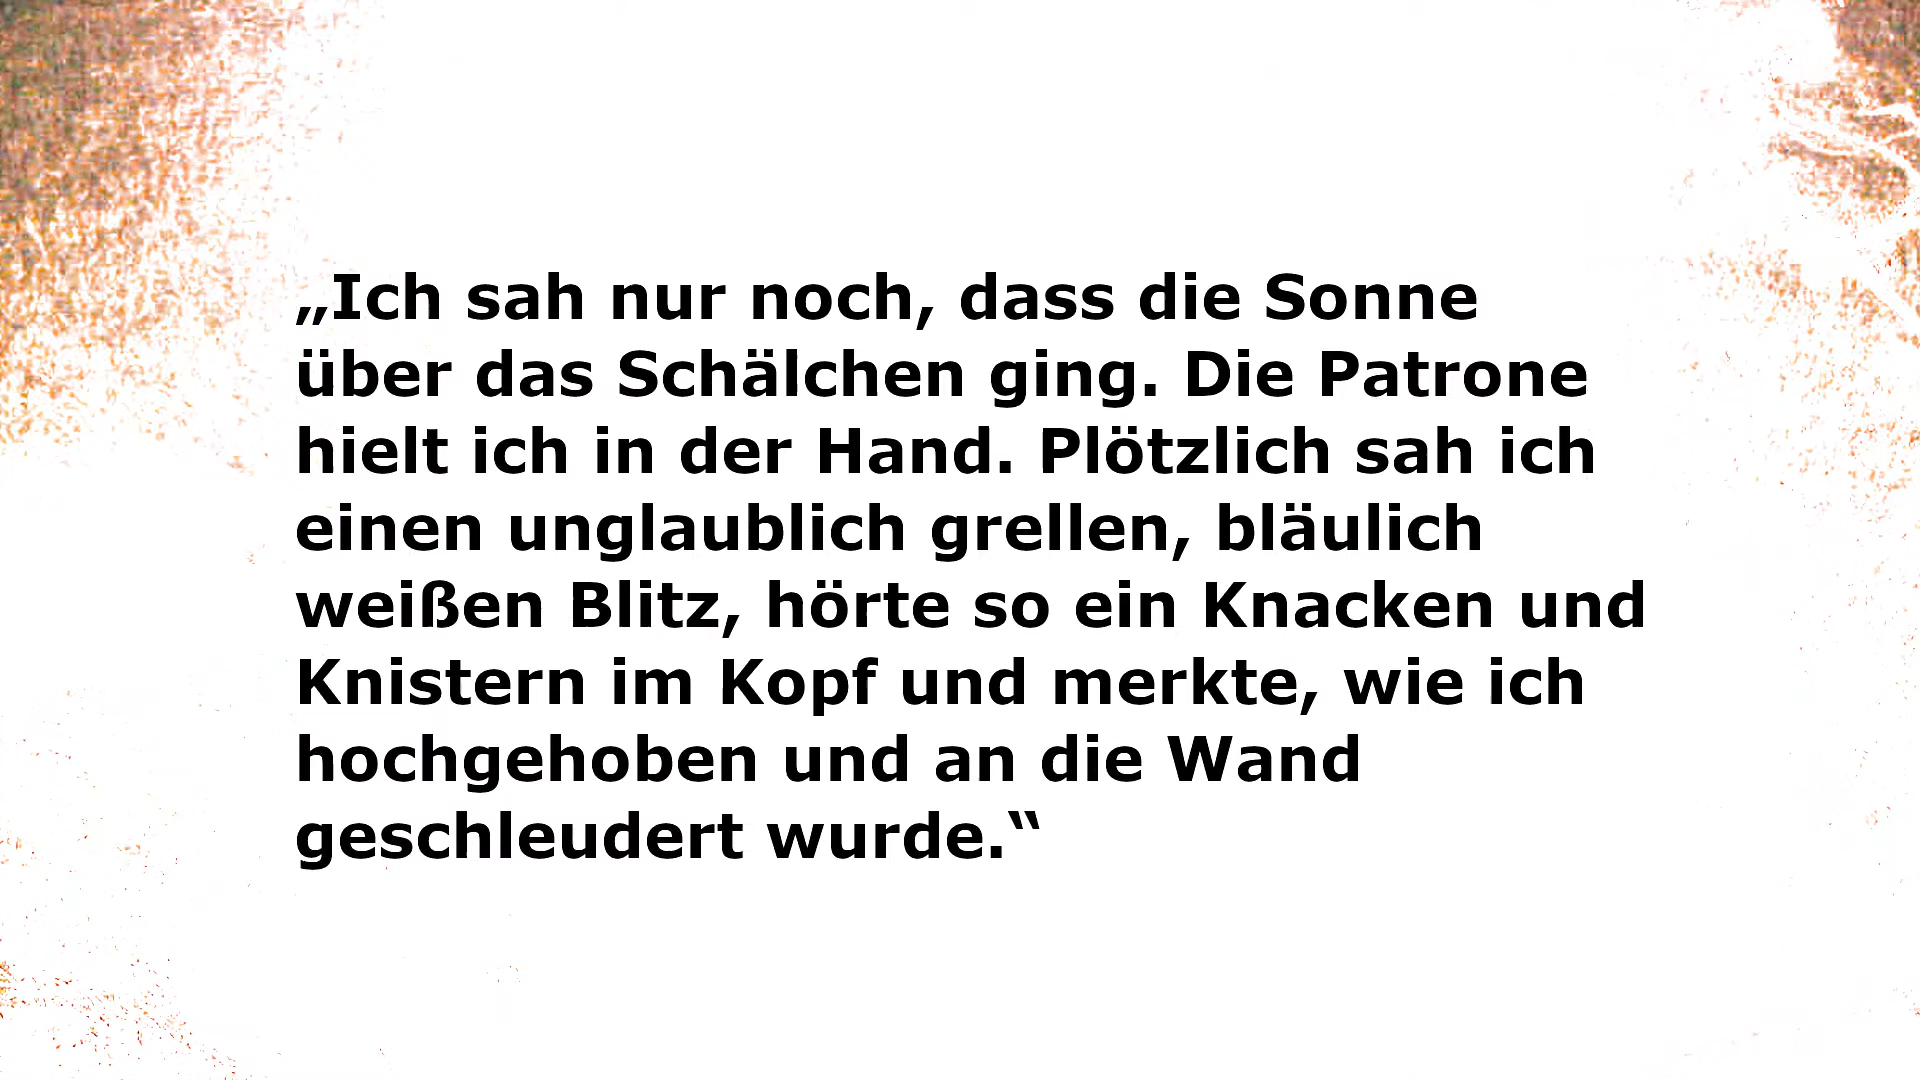 „Ich sah nur noch, dass die Sonne
über das Schälchen ging. Die Patrone
hielt ich in der Hand. Plötzlich sah ich
einen unglaublich grellen, bläulich
weißen Blitz, hörte so ein Knacken und
Knistern im Kopf und merkte, wie ich
hochgehoben und an die Wand
geschleudert wurde.“